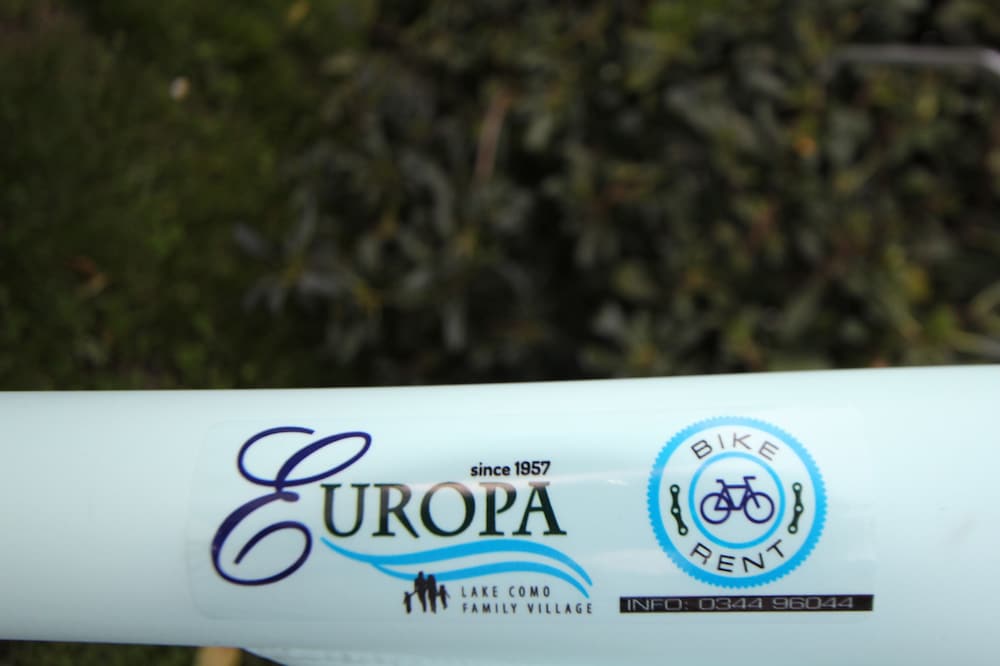 since 1957
EUROPA
LAKE COMO
FAMILY VILLAGE
BIKE
RENT
INFO: 0344 96044